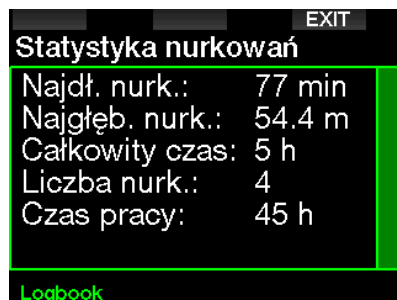 EXIT
Statystyka nurkowań
Najdł. nurk.: 77 min
Najgłęb. nurk.: 54.4 m
Całkowity czas: 5 h
Liczba nurk.: 4
Czas pracy: 45 h
Logbook